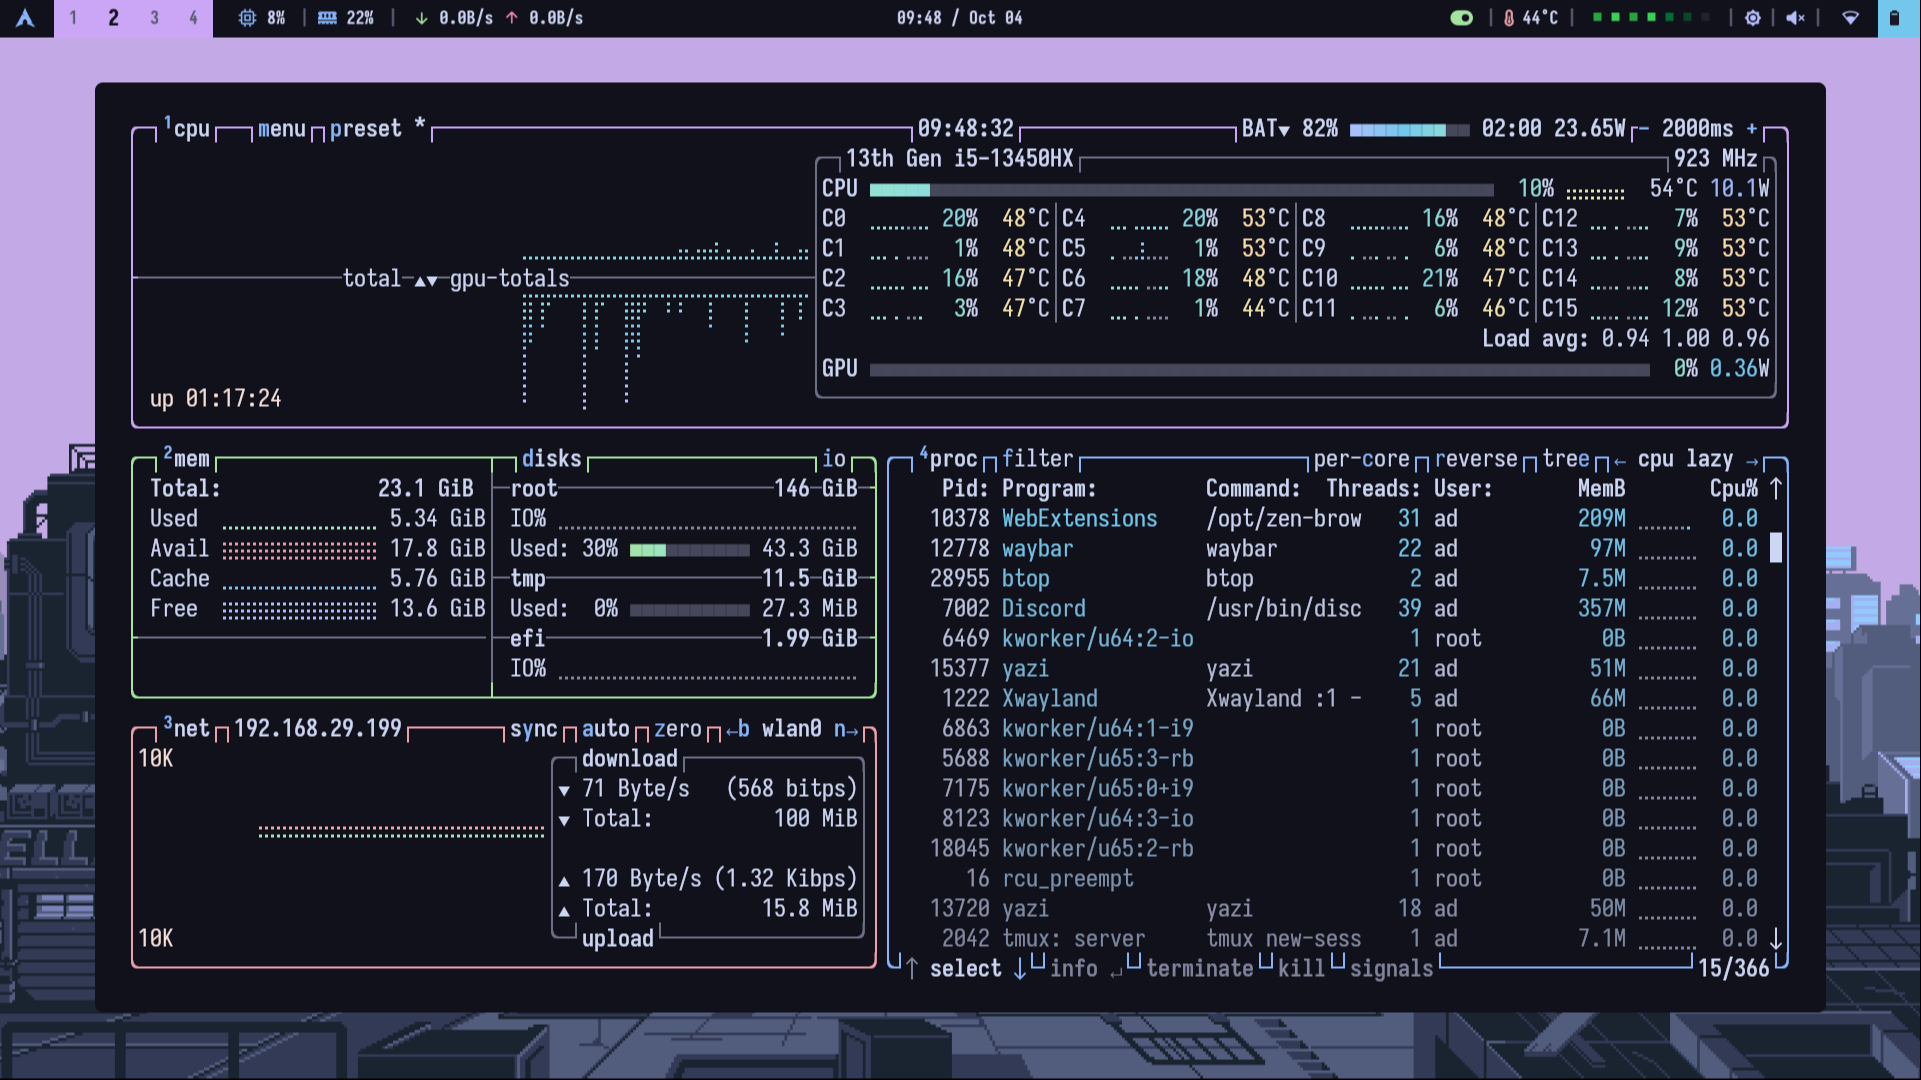 1 2 3 4 8% 22% ↓ 0.0B/s ↑ 0.0B/s 09:48 / Oct 04 44°C
¹cpu menu preset * 09:48:32 BAT▼ 82% 02:00 23.65W - 2000ms +
13th Gen i5-13450HX 923 MHz
CPU 10% 54°C 10.1W
C0 20% 48°C C4 20% 53°C C8 16% 48°C C12 7% 53°C
C1 1% 48°C C5 1% 53°C C9 6% 48°C C13 9% 53°C
total ▲▼ gpu-totals
C2 16% 47°C C6 18% 48°C C10 21% 47°C C14 8% 53°C
C3 3% 47°C C7 1% 44°C C11 6% 46°C C15 12% 53°C
Load avg: 0.94 1.00 0.96
GPU 0% 0.36W
up 01:17:24
²mem
Total: 23.1 GiB
Used 5.34 GiB
Avail 17.8 GiB
Cache 5.76 GiB
Free 13.6 GiB
disks io
root 146 GiB
IO%
Used: 30% 43.3 GiB
tmp 11.5 GiB
Used: 0% 27.3 MiB
efi 1.99 GiB
IO%
³net 192.168.29.199 sync auto zero ←b wlan0 n→
10K
download
▼ 71 Byte/s (568 bitps)
▼ Total: 100 MiB
▲ 170 Byte/s (1.32 Kibps)
▲ Total: 15.8 MiB
10K
upload
⁴proc filter per-core reverse tree ← cpu lazy →
Pid: Program: Command: Threads: User: MemB Cpu% ↑
10378 WebExtensions /opt/zen-brow 31 ad 209M 0.0
12778 waybar waybar 22 ad 97M 0.0
28955 btop btop 2 ad 7.5M 0.0
7002 Discord /usr/bin/disc 39 ad 357M 0.0
6469 kworker/u64:2-io 1 root 0B 0.0
15377 yazi yazi 21 ad 51M 0.0
1222 Xwayland Xwayland :1 - 5 ad 66M 0.0
6863 kworker/u64:1-i9 1 root 0B 0.0
5688 kworker/u65:3-rb 1 root 0B 0.0
7175 kworker/u65:0+i9 1 root 0B 0.0
8123 kworker/u64:3-io 1 root 0B 0.0
18045 kworker/u65:2-rb 1 root 0B 0.0
16 rcu_preempt 1 root 0B 0.0
13720 yazi yazi 18 ad 50M 0.0
2042 tmux: server tmux new-sess 1 ad 7.1M 0.0 ↓
↑ select ↓ info ↵ terminate kill signals 15/366
ELL